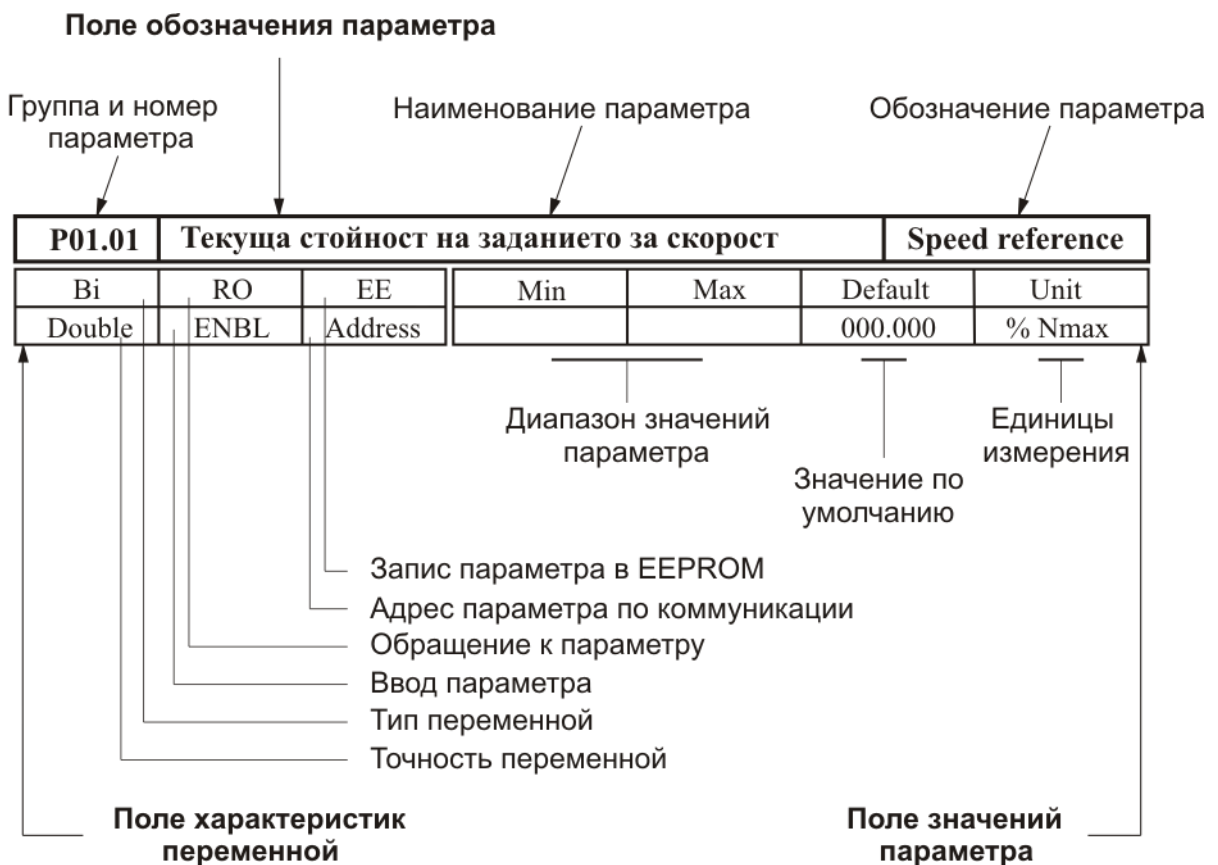 Поле обозначения параметра
Группа и номер
параметра
Наименование параметра
Обозначение параметра
P01.01 Текуща стойност на заданието за скорост Speed reference
Bi RO EE Min Max Default Unit
Double ENBL Address 000.000 % Nmax
Диапазон значений
параметра
Единицы
измерения
Значение по
умолчанию
Запис параметра в EEPROM
Адрес параметра по коммуникации
Обращение к параметру
Ввод параметра
Тип переменной
Точность переменной
Поле характеристик
переменной
Поле значений
параметра